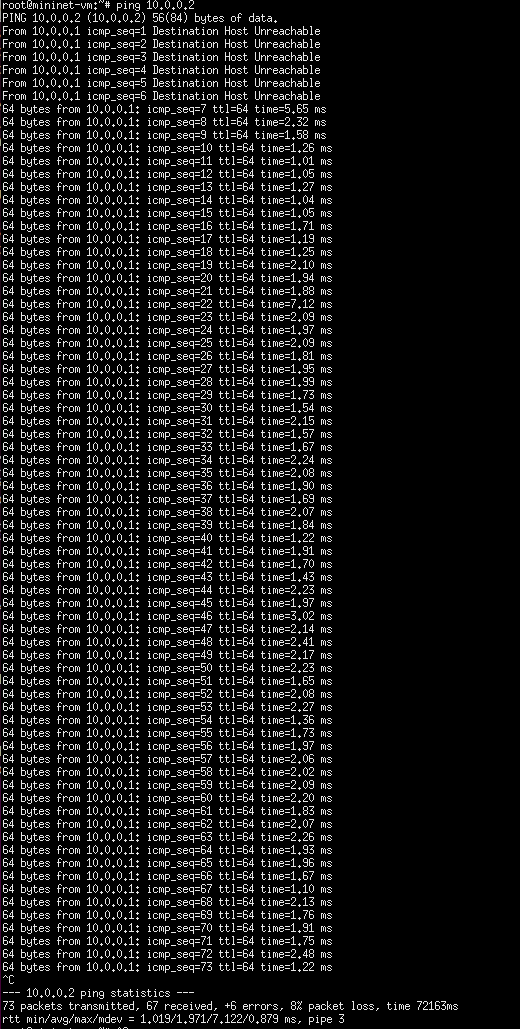 root@mininet-vm:~# ping 10.0.0.2
PING 10.0.0.2 (10.0.0.2) 56(84) bytes of data.
From 10.0.0.1 icmp_seq=1 Destination Host Unreachable
From 10.0.0.1 icmp_seq=2 Destination Host Unreachable
From 10.0.0.1 icmp_seq=3 Destination Host Unreachable
From 10.0.0.1 icmp_seq=4 Destination Host Unreachable
From 10.0.0.1 icmp_seq=5 Destination Host Unreachable
From 10.0.0.1 icmp_seq=6 Destination Host Unreachable
64 bytes from 10.0.0.1: icmp_seq=7 ttl=64 time=5.65 ms
64 bytes from 10.0.0.1: icmp_seq=8 ttl=64 time=2.32 ms
64 bytes from 10.0.0.1: icmp_seq=9 ttl=64 time=1.58 ms
64 bytes from 10.0.0.1: icmp_seq=10 ttl=64 time=1.26 ms
64 bytes from 10.0.0.1: icmp_seq=11 ttl=64 time=1.01 ms
64 bytes from 10.0.0.1: icmp_seq=12 ttl=64 time=1.05 ms
64 bytes from 10.0.0.1: icmp_seq=13 ttl=64 time=1.27 ms
64 bytes from 10.0.0.1: icmp_seq=14 ttl=64 time=1.04 ms
64 bytes from 10.0.0.1: icmp_seq=15 ttl=64 time=1.05 ms
64 bytes from 10.0.0.1: icmp_seq=16 ttl=64 time=1.71 ms
64 bytes from 10.0.0.1: icmp_seq=17 ttl=64 time=1.19 ms
64 bytes from 10.0.0.1: icmp_seq=18 ttl=64 time=1.25 ms
64 bytes from 10.0.0.1: icmp_seq=19 ttl=64 time=2.10 ms
64 bytes from 10.0.0.1: icmp_seq=20 ttl=64 time=1.94 ms
64 bytes from 10.0.0.1: icmp_seq=21 ttl=64 time=1.88 ms
64 bytes from 10.0.0.1: icmp_seq=22 ttl=64 time=7.12 ms
64 bytes from 10.0.0.1: icmp_seq=23 ttl=64 time=2.09 ms
64 bytes from 10.0.0.1: icmp_seq=24 ttl=64 time=1.97 ms
64 bytes from 10.0.0.1: icmp_seq=25 ttl=64 time=2.09 ms
64 bytes from 10.0.0.1: icmp_seq=26 ttl=64 time=1.81 ms
64 bytes from 10.0.0.1: icmp_seq=27 ttl=64 time=1.95 ms
64 bytes from 10.0.0.1: icmp_seq=28 ttl=64 time=1.99 ms
64 bytes from 10.0.0.1: icmp_seq=29 ttl=64 time=1.73 ms
64 bytes from 10.0.0.1: icmp_seq=30 ttl=64 time=1.54 ms
64 bytes from 10.0.0.1: icmp_seq=31 ttl=64 time=2.15 ms
64 bytes from 10.0.0.1: icmp_seq=32 ttl=64 time=1.57 ms
64 bytes from 10.0.0.1: icmp_seq=33 ttl=64 time=1.67 ms
64 bytes from 10.0.0.1: icmp_seq=34 ttl=64 time=2.24 ms
64 bytes from 10.0.0.1: icmp_seq=35 ttl=64 time=2.08 ms
64 bytes from 10.0.0.1: icmp_seq=36 ttl=64 time=1.90 ms
64 bytes from 10.0.0.1: icmp_seq=37 ttl=64 time=1.69 ms
64 bytes from 10.0.0.1: icmp_seq=38 ttl=64 time=2.07 ms
64 bytes from 10.0.0.1: icmp_seq=39 ttl=64 time=1.84 ms
64 bytes from 10.0.0.1: icmp_seq=40 ttl=64 time=1.22 ms
64 bytes from 10.0.0.1: icmp_seq=41 ttl=64 time=1.91 ms
64 bytes from 10.0.0.1: icmp_seq=42 ttl=64 time=1.70 ms
64 bytes from 10.0.0.1: icmp_seq=43 ttl=64 time=1.43 ms
64 bytes from 10.0.0.1: icmp_seq=44 ttl=64 time=2.23 ms
64 bytes from 10.0.0.1: icmp_seq=45 ttl=64 time=1.97 ms
64 bytes from 10.0.0.1: icmp_seq=46 ttl=64 time=3.02 ms
64 bytes from 10.0.0.1: icmp_seq=47 ttl=64 time=2.14 ms
64 bytes from 10.0.0.1: icmp_seq=48 ttl=64 time=2.41 ms
64 bytes from 10.0.0.1: icmp_seq=49 ttl=64 time=2.17 ms
64 bytes from 10.0.0.1: icmp_seq=50 ttl=64 time=2.23 ms
64 bytes from 10.0.0.1: icmp_seq=51 ttl=64 time=1.65 ms
64 bytes from 10.0.0.1: icmp_seq=52 ttl=64 time=2.08 ms
64 bytes from 10.0.0.1: icmp_seq=53 ttl=64 time=2.27 ms
64 bytes from 10.0.0.1: icmp_seq=54 ttl=64 time=1.36 ms
64 bytes from 10.0.0.1: icmp_seq=55 ttl=64 time=1.73 ms
64 bytes from 10.0.0.1: icmp_seq=56 ttl=64 time=1.97 ms
64 bytes from 10.0.0.1: icmp_seq=57 ttl=64 time=2.06 ms
64 bytes from 10.0.0.1: icmp_seq=58 ttl=64 time=2.02 ms
64 bytes from 10.0.0.1: icmp_seq=59 ttl=64 time=2.09 ms
64 bytes from 10.0.0.1: icmp_seq=60 ttl=64 time=2.20 ms
64 bytes from 10.0.0.1: icmp_seq=61 ttl=64 time=1.83 ms
64 bytes from 10.0.0.1: icmp_seq=62 ttl=64 time=2.07 ms
64 bytes from 10.0.0.1: icmp_seq=63 ttl=64 time=2.26 ms
64 bytes from 10.0.0.1: icmp_seq=64 ttl=64 time=1.93 ms
64 bytes from 10.0.0.1: icmp_seq=65 ttl=64 time=1.96 ms
64 bytes from 10.0.0.1: icmp_seq=66 ttl=64 time=1.67 ms
64 bytes from 10.0.0.1: icmp_seq=67 ttl=64 time=1.10 ms
64 bytes from 10.0.0.1: icmp_seq=68 ttl=64 time=2.13 ms
64 bytes from 10.0.0.1: icmp_seq=69 ttl=64 time=1.76 ms
64 bytes from 10.0.0.1: icmp_seq=70 ttl=64 time=1.91 ms
64 bytes from 10.0.0.1: icmp_seq=71 ttl=64 time=1.75 ms
64 bytes from 10.0.0.1: icmp_seq=72 ttl=64 time=2.48 ms
64 bytes from 10.0.0.1: icmp_seq=73 ttl=64 time=1.22 ms
^C
--- 10.0.0.2 ping statistics ---
73 packets transmitted, 67 received, +6 errors, 8% packet loss, time 72163ms
rtt min/avg/max/mdev = 1.019/1.971/7.122/0.879 ms, pipe 3